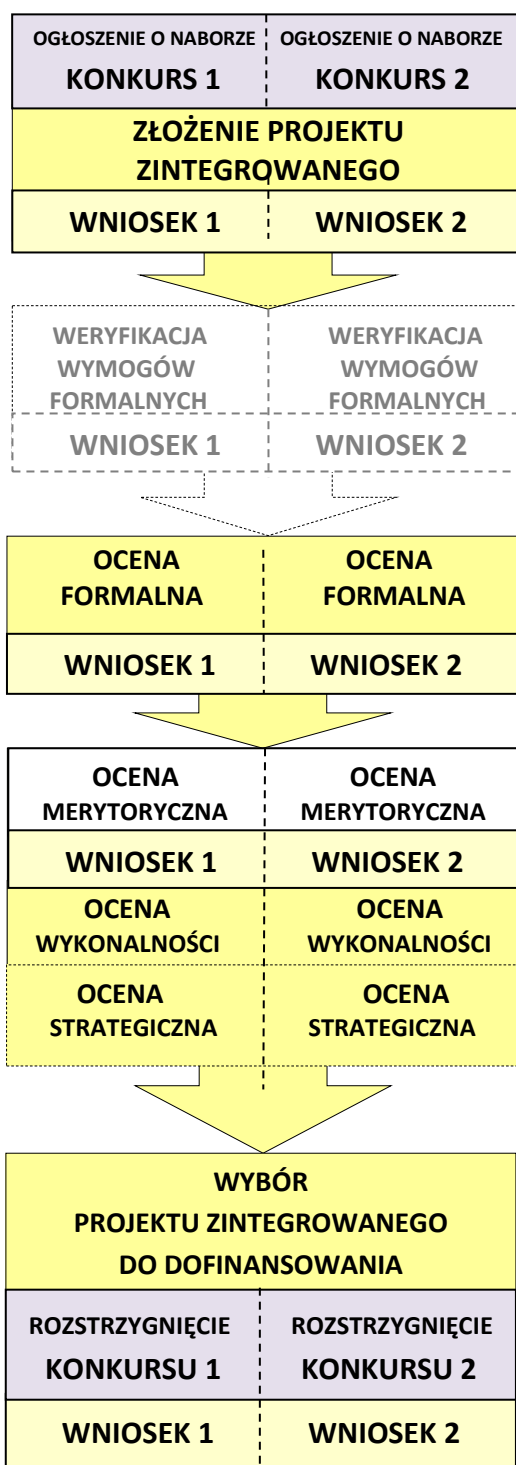 OGŁOSZENIE O NABORZE OGŁOSZENIE O NABORZE
KONKURS 1 KONKURS 2
ZŁOŻENIE PROJEKTU
ZINTEGROWANEGO
WNIOSEK 1 WNIOSEK 2
WERYFIKACJA WERYFIKACJA
WYMOGÓW WYMOGÓW
FORMALNYCH FORMALNYCH
WNIOSEK 1 WNIOSEK 2
OCENA OCENA
FORMALNA FORMALNA
WNIOSEK 1 WNIOSEK 2
OCENA OCENA
MERYTORYCZNA MERYTORYCZNA
WNIOSEK 1 WNIOSEK 2
OCENA OCENA
WYKONALNOŚCI WYKONALNOŚCI
OCENA OCENA
STRATEGICZNA STRATEGICZNA
WYBÓR
PROJEKTU ZINTEGROWANEGO
DO DOFINANSOWANIA
ROZSTRZYGNIĘCIE ROZSTRZYGNIĘCIE
KONKURSU 1 KONKURSU 2
WNIOSEK 1 WNIOSEK 2